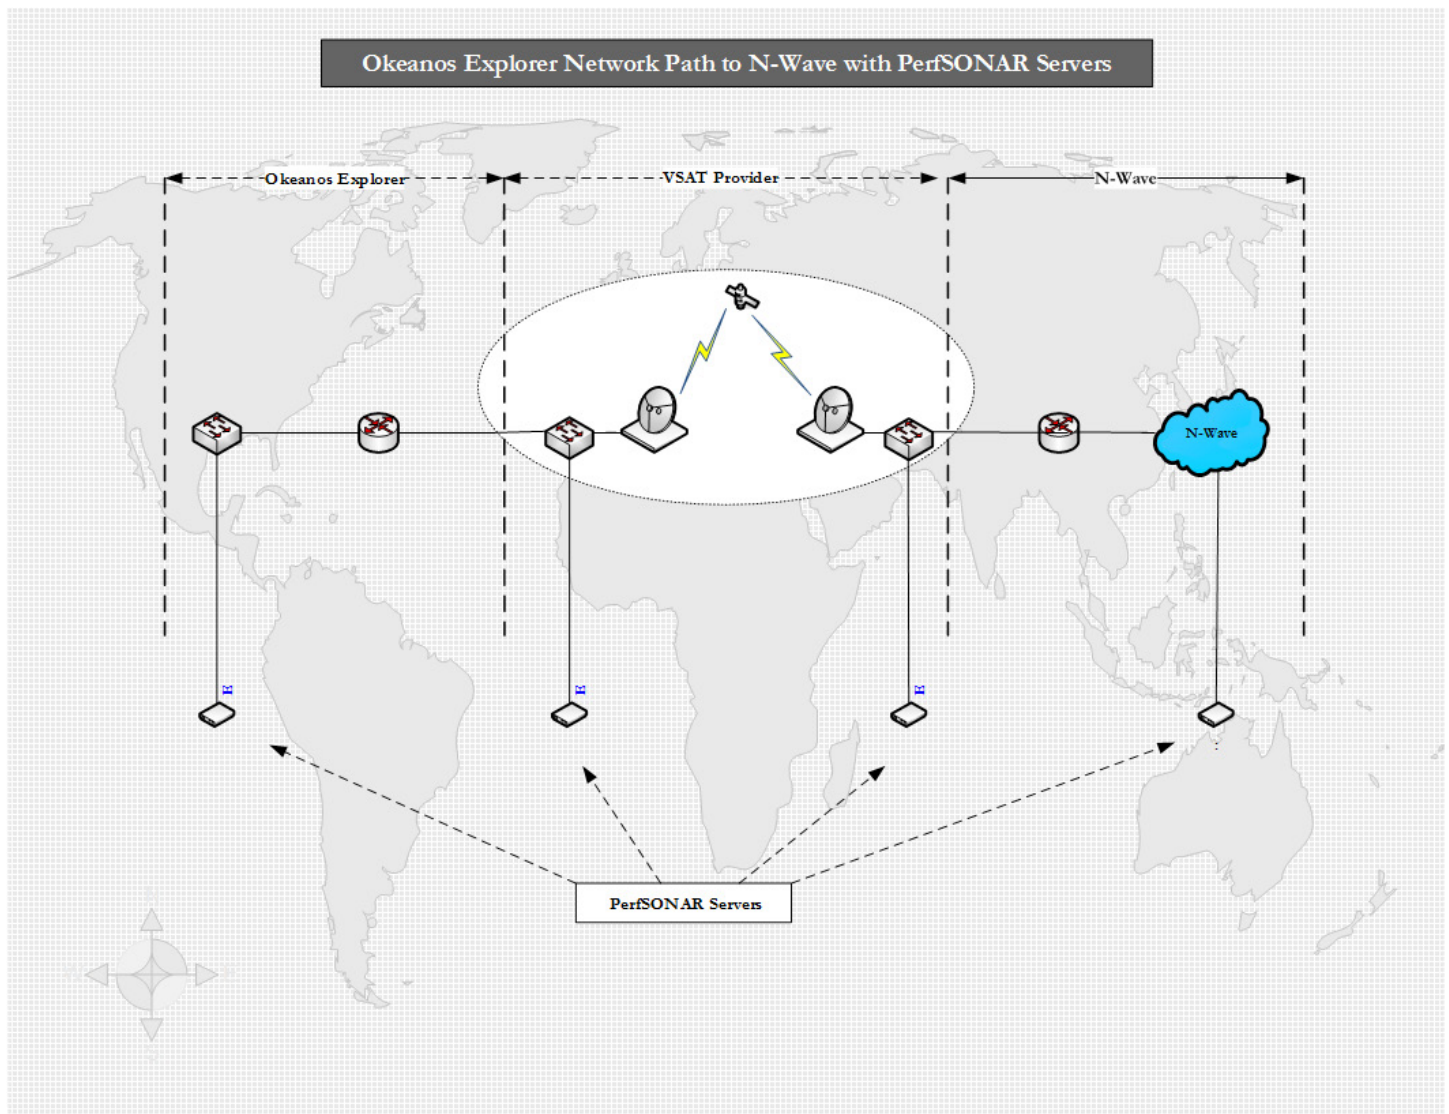 Okeanos Explorer Network Path to N-Wave with PerfSONAR Servers
Okeanos Explorer
VSAT Provider
N-Wave
N-Wave
E
E
E
PerfSONAR Servers
N
W
E
S